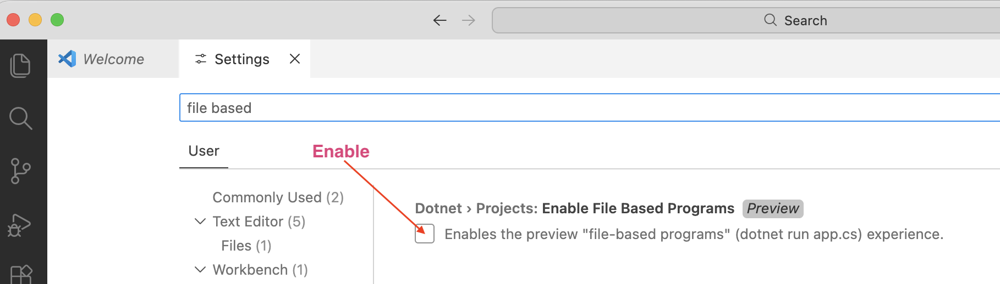 Search
Welcome
Settings
file based
User
Enable
Commonly Used (2)
Text Editor (5)
Files (1)
Workbench (1)
Dotnet › Projects: Enable File Based Programs Preview
Enables the preview "file-based programs" (dotnet run app.cs) experience.